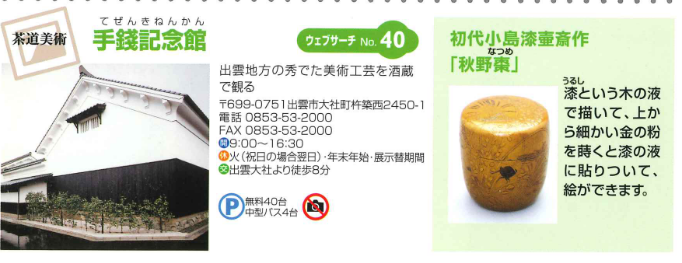 茶道美術
てぜんきねんかん
手錢記念館
ウェブサーチ No. 40
出雲地方の秀でた美術工芸を酒蔵
で観る
〒699-0751出雲市大社町杵築西2450-1
電話 0853-53-2000
FAX 0853-53-2000
開9:00〜16:30
休火（祝日の場合翌日）・年末年始・展示替期間
交出雲大社より徒歩8分
P 無料40台
中型バス4台
初代小島漆壷斎作
なつめ
「秋野棗」
うるし
漆という木の液
で描いて、上か
ら細かい金の粉
を蒔くと漆の液
に貼りついて、
絵ができます。